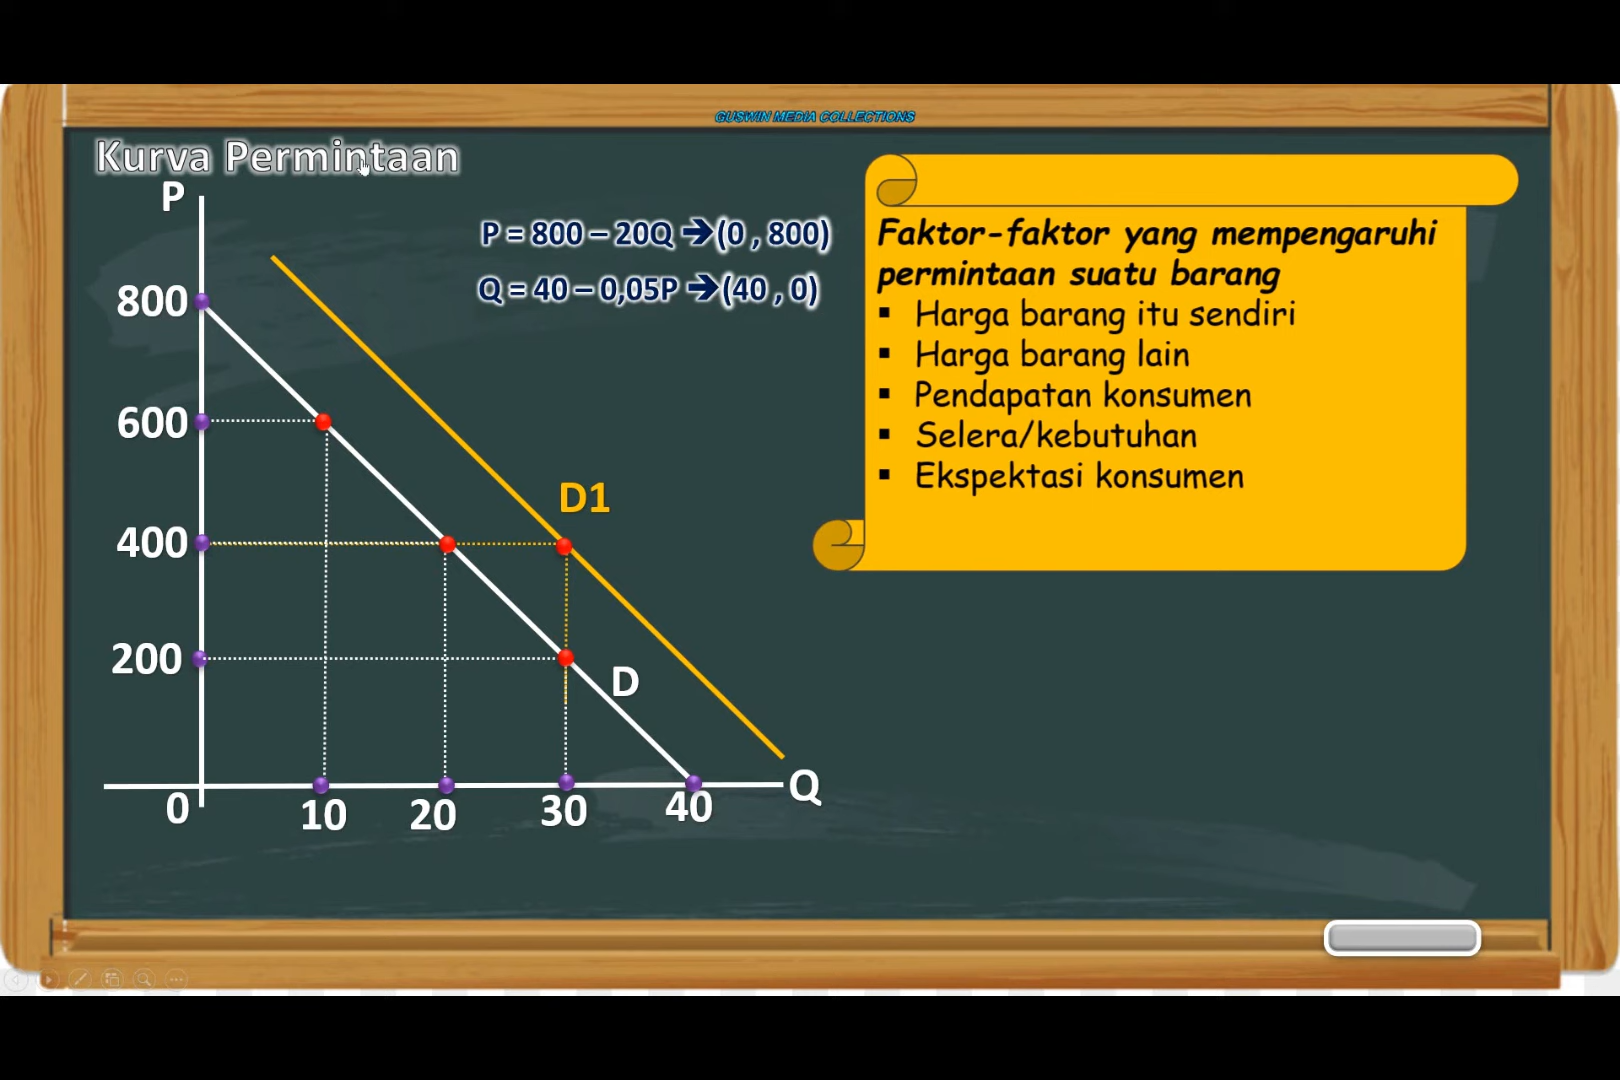 GUSWIN MEDIA COLLECTIONS
Kurva Permintaan
P
P = 800 – 20Q ➔(0 , 800)
Q = 40 – 0,05P ➔(40 , 0)
800
600
400
200
0
10
20
30
40
Q
D1
D
Faktor-faktor yang mempengaruhi
permintaan suatu barang
▪ Harga barang itu sendiri
▪ Harga barang lain
▪ Pendapatan konsumen
▪ Selera/kebutuhan
▪ Ekspektasi konsumen